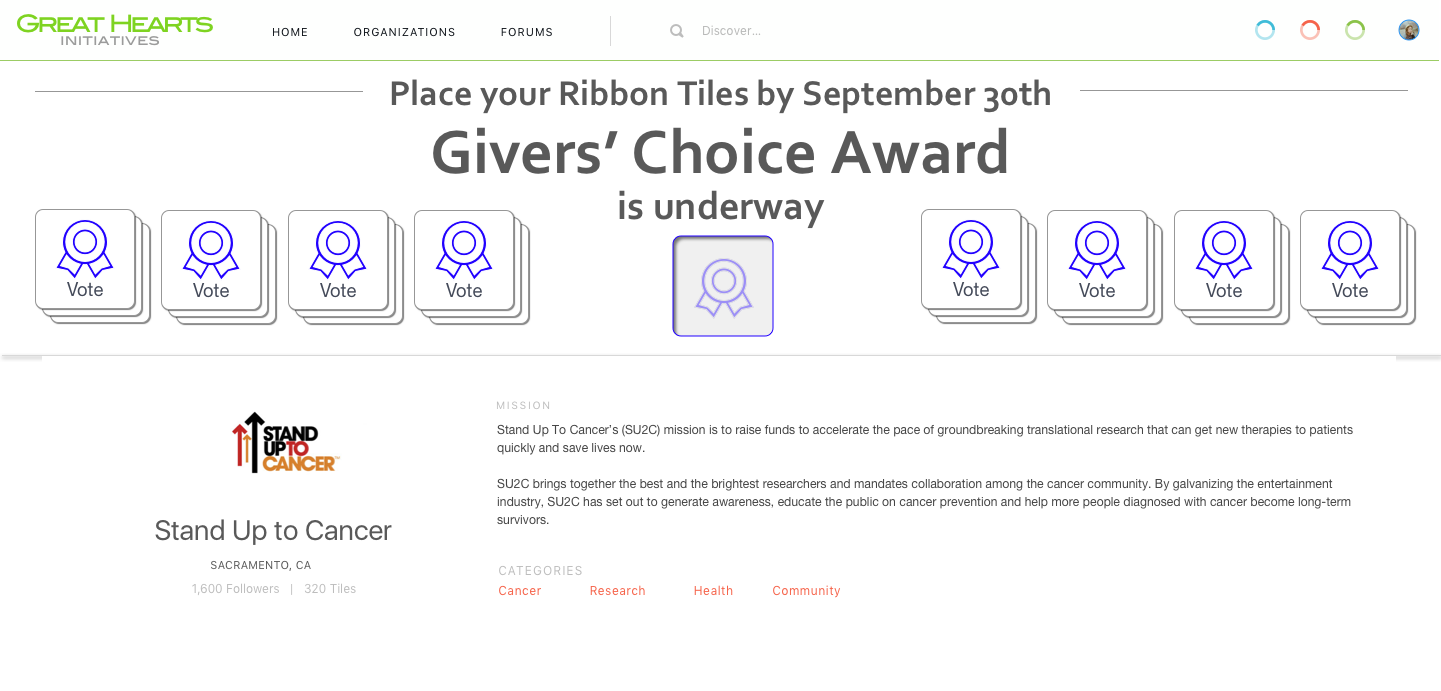 GREAT HEARTS
INITIATIVES
HOME ORGANIZATIONS FORUMS Discover...
Place your Ribbon Tiles by September 30th
Givers’ Choice Award
is underway
Vote Vote Vote Vote Vote Vote Vote Vote
STAND
UPTO
CANCER™
Stand Up to Cancer
SACRAMENTO, CA
1,600 Followers | 320 Tiles
MISSION
Stand Up To Cancer’s (SU2C) mission is to raise funds to accelerate the pace of groundbreaking translational research that can get new therapies to patients
quickly and save lives now.
SU2C brings together the best and the brightest researchers and mandates collaboration among the cancer community. By galvanizing the entertainment
industry, SU2C has set out to generate awareness, educate the public on cancer prevention and help more people diagnosed with cancer become long-term
survivors.
CATEGORIES
Cancer Research Health Community